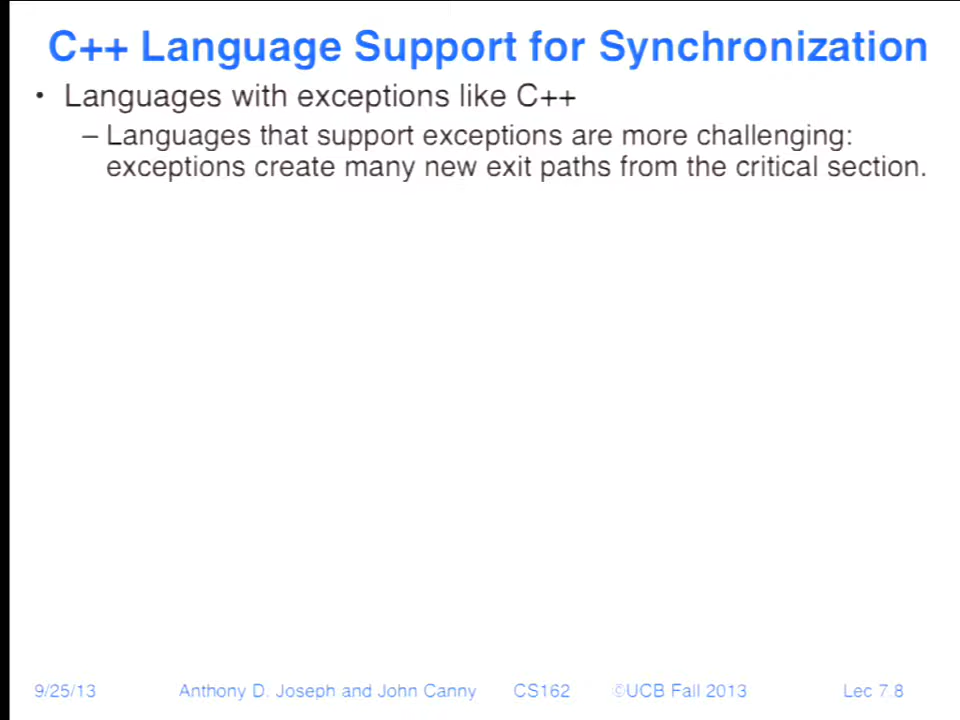 C++ Language Support for Synchronization
• Languages with exceptions like C++
– Languages that support exceptions are more challenging:
exceptions create many new exit paths from the critical section.
9/25/13 Anthony D. Joseph and John Canny CS162 ©UCB Fall 2013 Lec 7.8